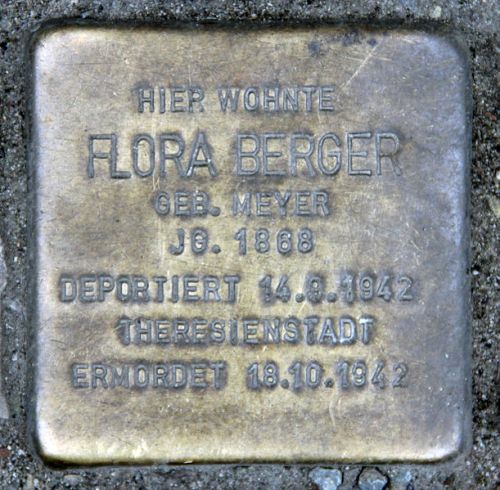 HIER WOHNTE
FLORA BERGER
GEB. MEYER
JG. 1868
DEPORTIERT 14.9.1942
THERESIENSTADT
ERMORDET 18.10.1942